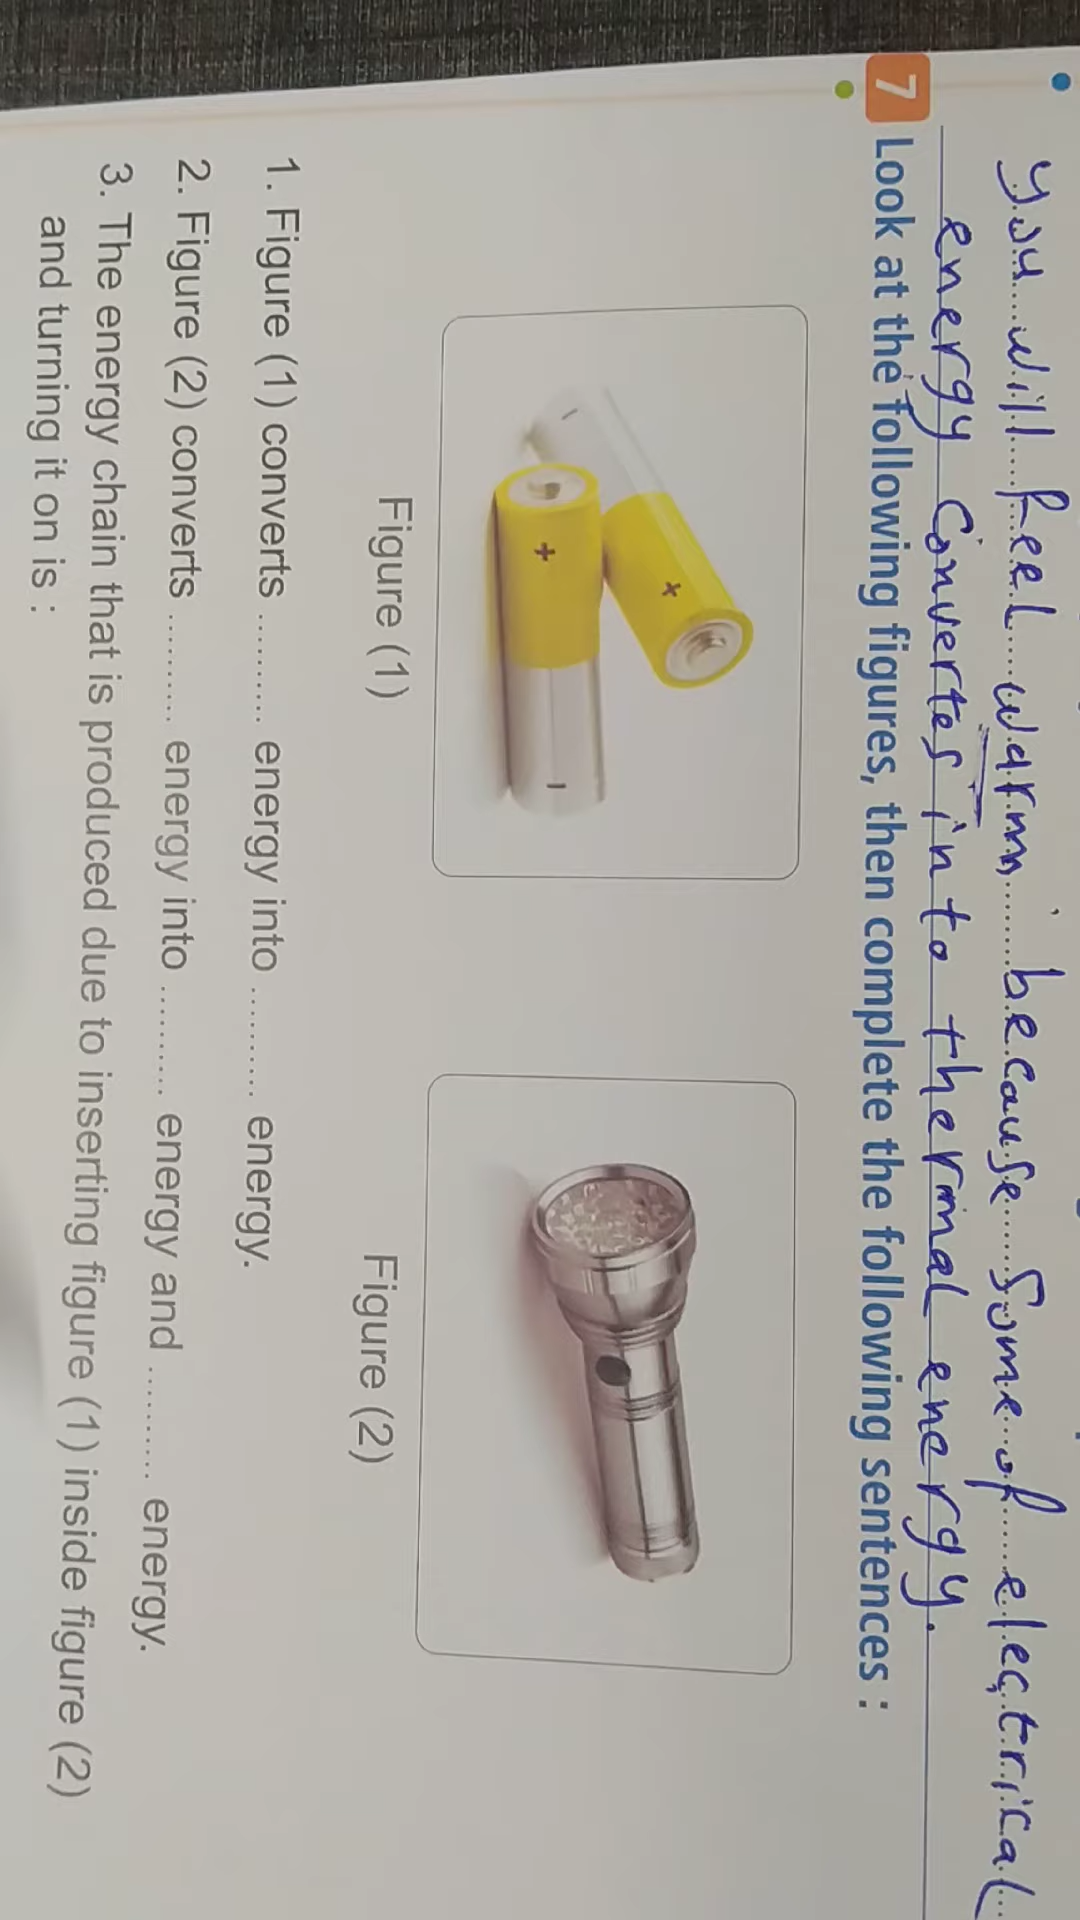 you will feel warm because some of electrical
energy convertes into thermal energy.
7 Look at the following figures, then complete the following sentences :
+
-
+
-
Figure (1)
Figure (2)
1. Figure (1) converts .......... energy into .......... energy.
2. Figure (2) converts .......... energy into .......... energy and .......... energy.
3. The energy chain that is produced due to inserting figure (1) inside figure (2)
and turning it on is :